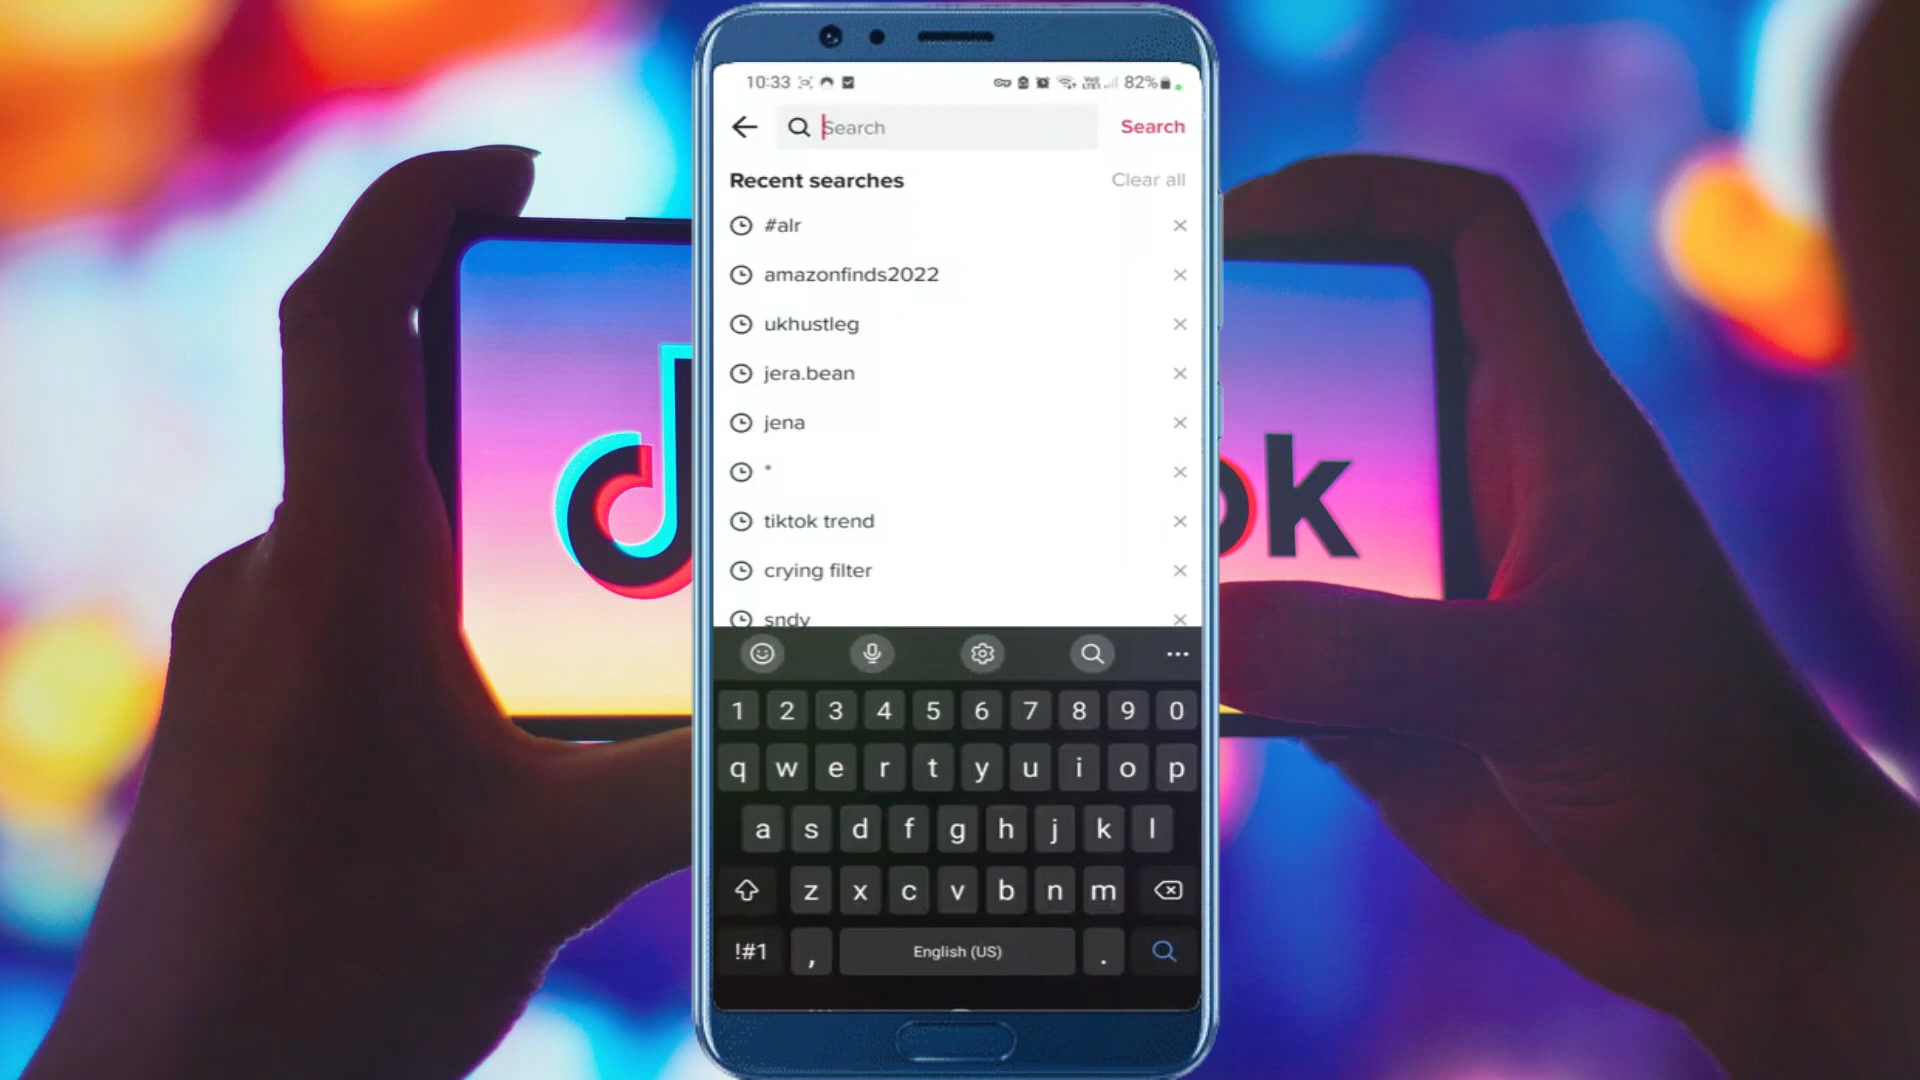 10:33 82%
Search Search
Recent searches Clear all
#alr
amazonfinds2022
ukhustleg
jera.bean
jena
*
tiktok trend
crying filter
sndy
k
1 2 3 4 5 6 7 8 9 0
q w e r t y u i o p
a s d f g h j k l
z x c v b n m
!#1 , English (US) .